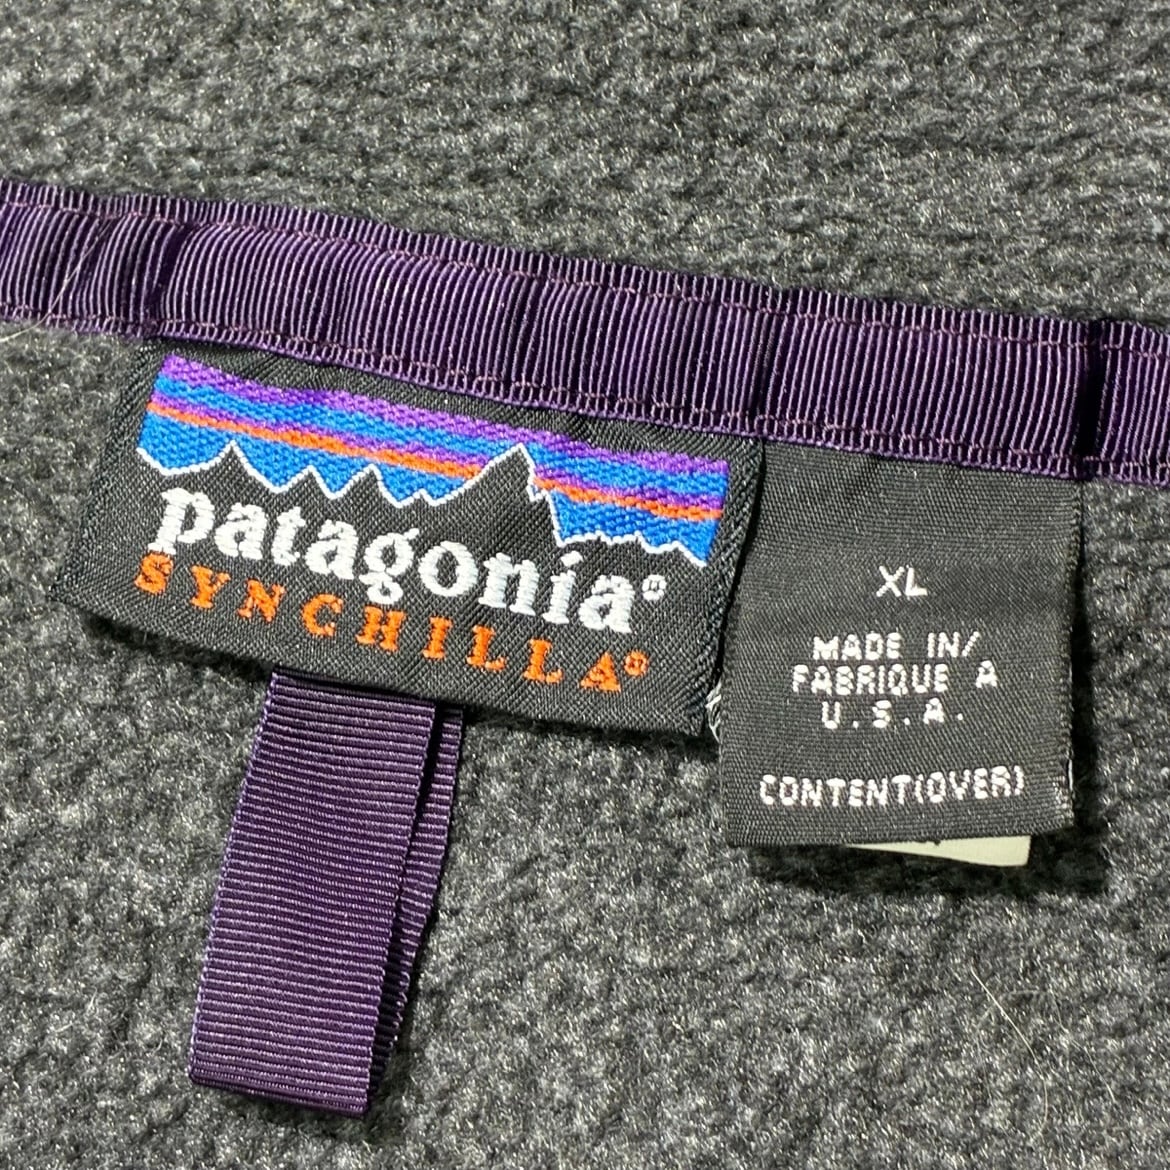 patagonia®
SYNCHILLA®
XL
MADE IN/
FABRIQUE A
U.S.A.
CONTENT(OVER)